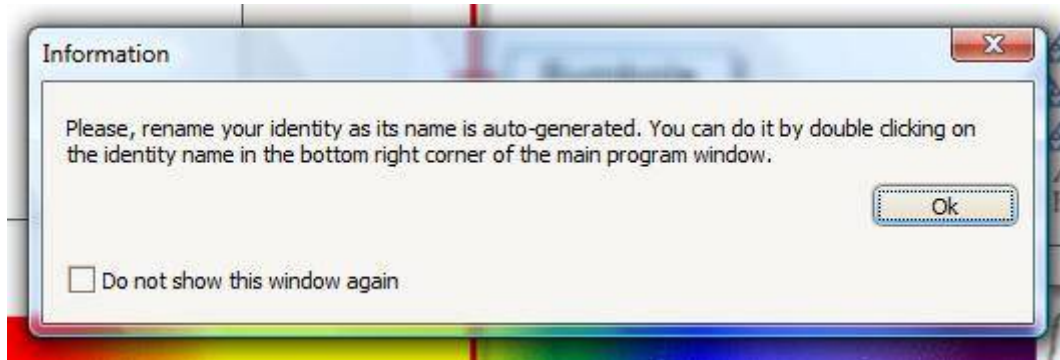 Information
Please, rename your identity as its name is auto-generated. You can do it by double clicking on
the identity name in the bottom right corner of the main program window.
Ok
Do not show this window again